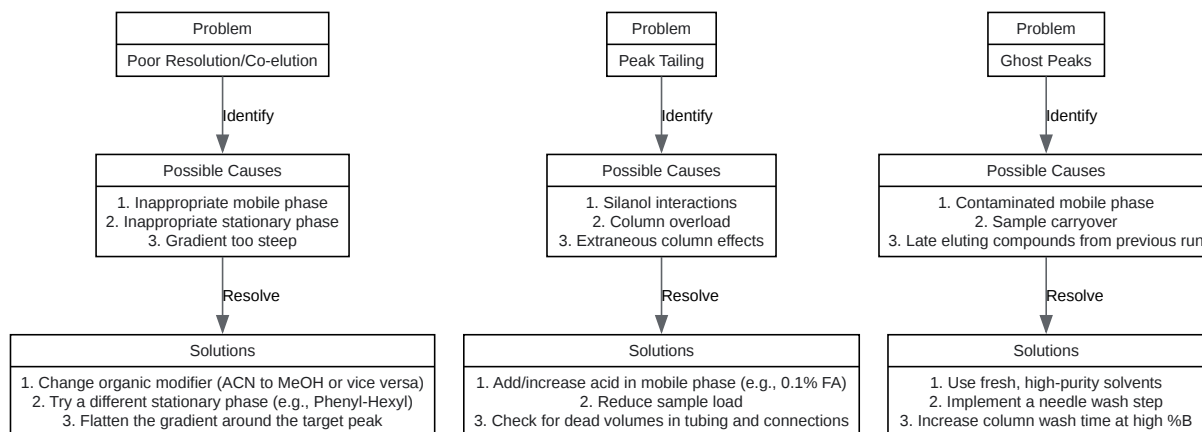 Problem
Poor Resolution/Co-elution
Identify
Possible Causes
1. Inappropriate mobile phase
2. Inappropriate stationary phase
3. Gradient too steep
Resolve
Solutions
1. Change organic modifier (ACN to MeOH or vice versa)
2. Try a different stationary phase (e.g., Phenyl-Hexyl)
3. Flatten the gradient around the target peak
Problem
Peak Tailing
Identify
Possible Causes
1. Silanol interactions
2. Column overload
3. Extraneous column effects
Resolve
Solutions
1. Add/increase acid in mobile phase (e.g., 0.1% FA)
2. Reduce sample load
3. Check for dead volumes in tubing and connections
Problem
Ghost Peaks
Identify
Possible Causes
1. Contaminated mobile phase
2. Sample carryover
3. Late eluting compounds from previous run
Resolve
Solutions
1. Use fresh, high-purity solvents
2. Implement a needle wash step
3. Increase column wash time at high %B